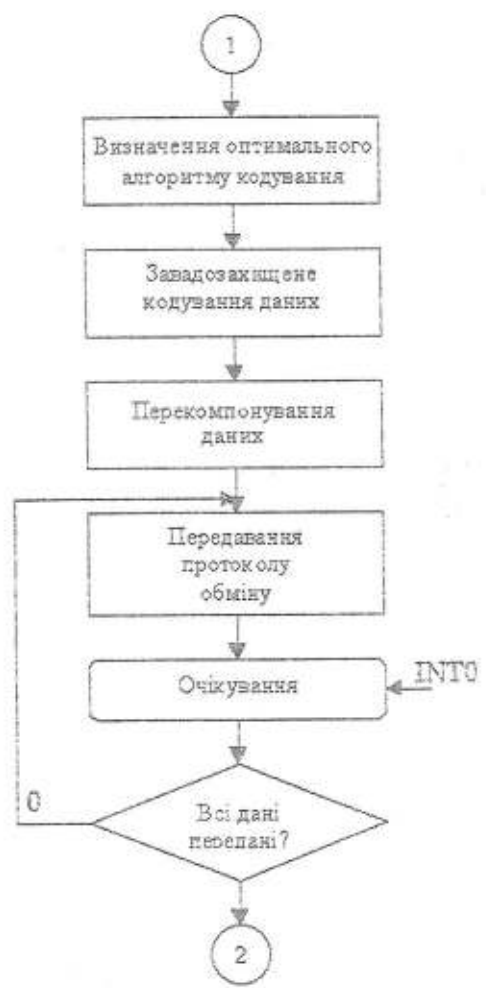 1
Визначення оптимального
алгоритму кодування
Завадозахищене
кодування даних
Перекомпонування
даних
Передавання
протоколу
обміну
Очікування
INT0
0
Всі дані
передані?
2